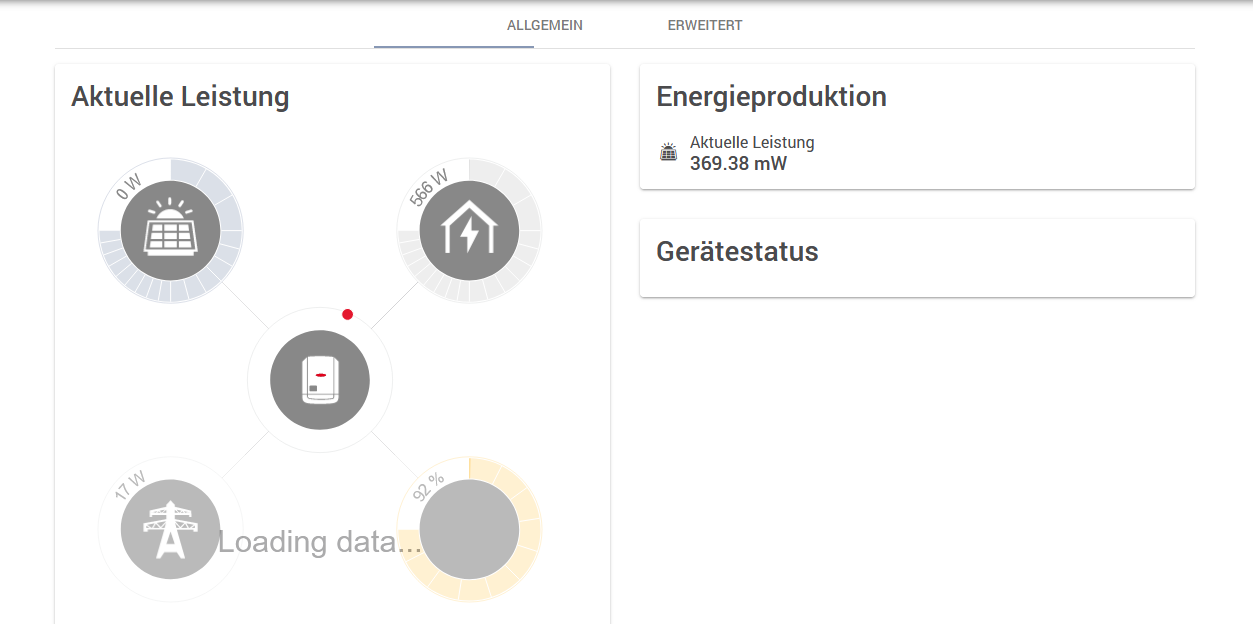 ALLGEMEIN
ERWEITERT
Aktuelle Leistung
0 W
566 W
17 W
92 %
Loading data...
Energieproduktion
Aktuelle Leistung
369.38 mW
Gerätestatus